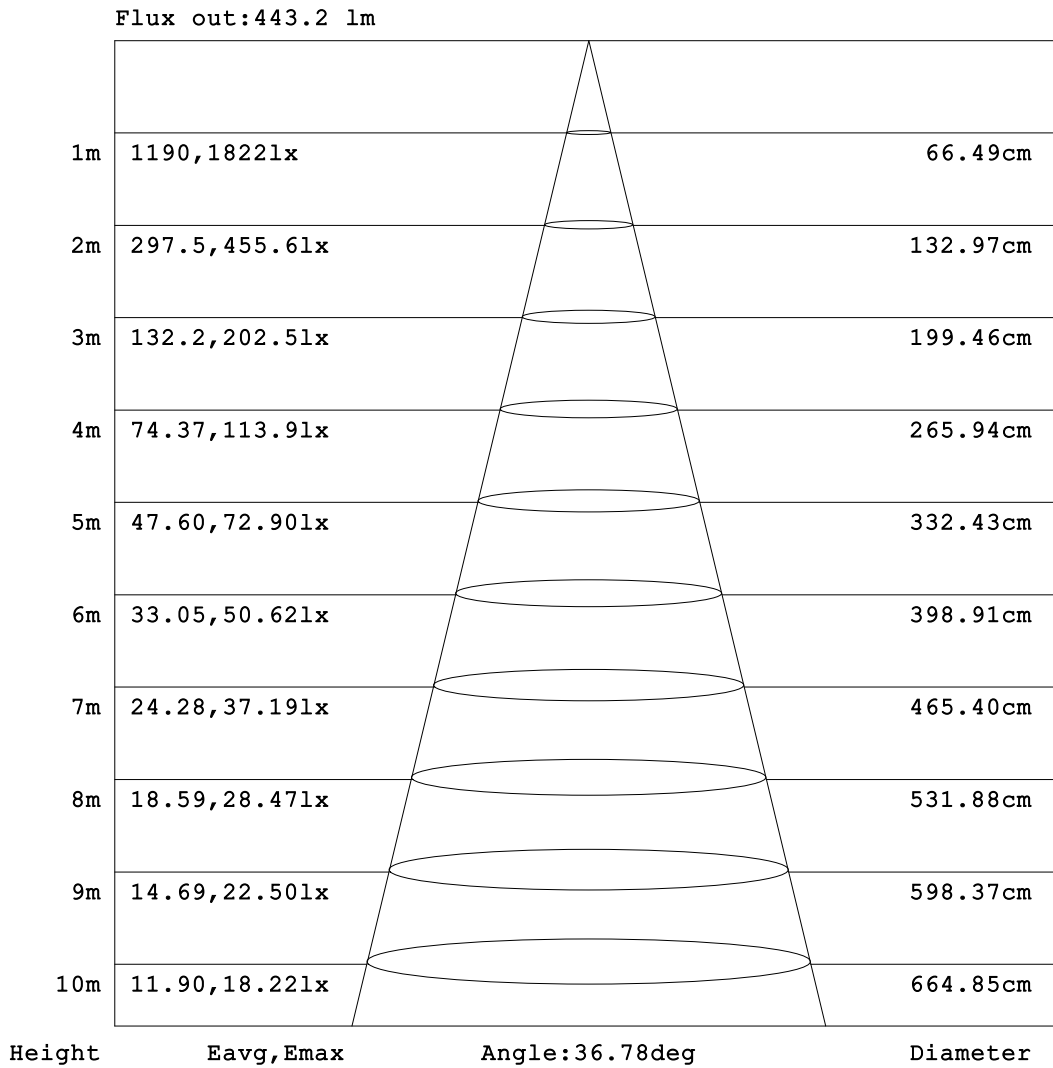 Flux out:443.2 lm
1m 1190,1822lx 66.49cm
2m 297.5,455.6lx 132.97cm
3m 132.2,202.5lx 199.46cm
4m 74.37,113.9lx 265.94cm
5m 47.60,72.90lx 332.43cm
6m 33.05,50.62lx 398.91cm
7m 24.28,37.19lx 465.40cm
8m 18.59,28.47lx 531.88cm
9m 14.69,22.50lx 598.37cm
10m 11.90,18.22lx 664.85cm
Height Eavg,Emax Angle:36.78deg Diameter